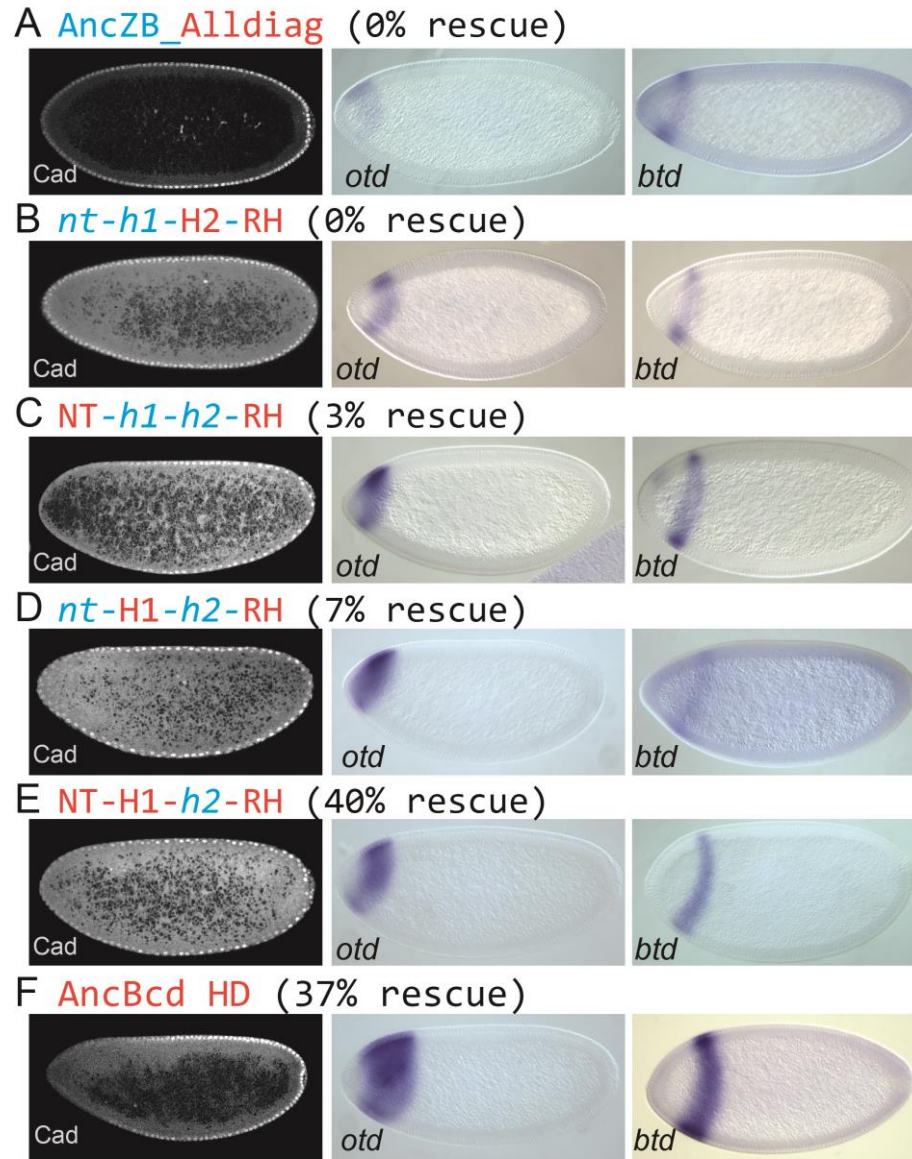 A AncZB_Alldiag (0% rescue)
Cad otd btd
B nt-h1-H2-RH (0% rescue)
Cad otd btd
C NT-h1-h2-RH (3% rescue)
Cad otd btd
D nt-H1-h2-RH (7% rescue)
Cad otd btd
E NT-H1-h2-RH (40% rescue)
Cad otd btd
F AncBcd HD (37% rescue)
Cad otd btd